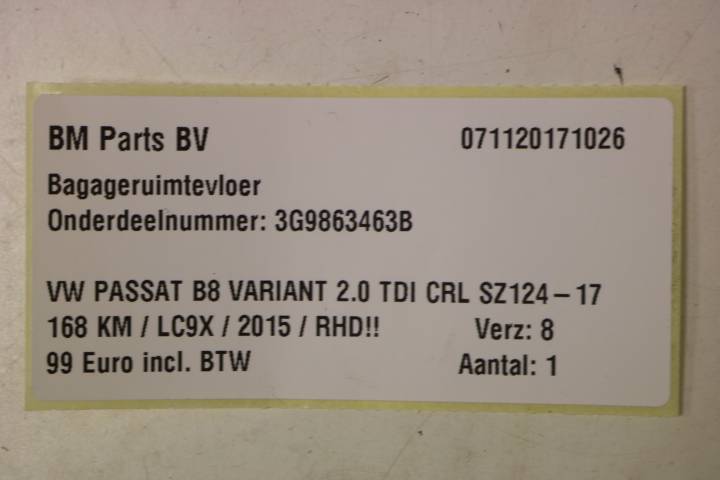 BM Parts BV 071120171026
Bagageruimtevloer
Onderdeelnummer: 3G9863463B
VW PASSAT B8 VARIANT 2.0 TDI CRL SZ124-17
168 KM / LC9X / 2015 / RHD!! Verz: 8
99 Euro incl. BTW Aantal: 1